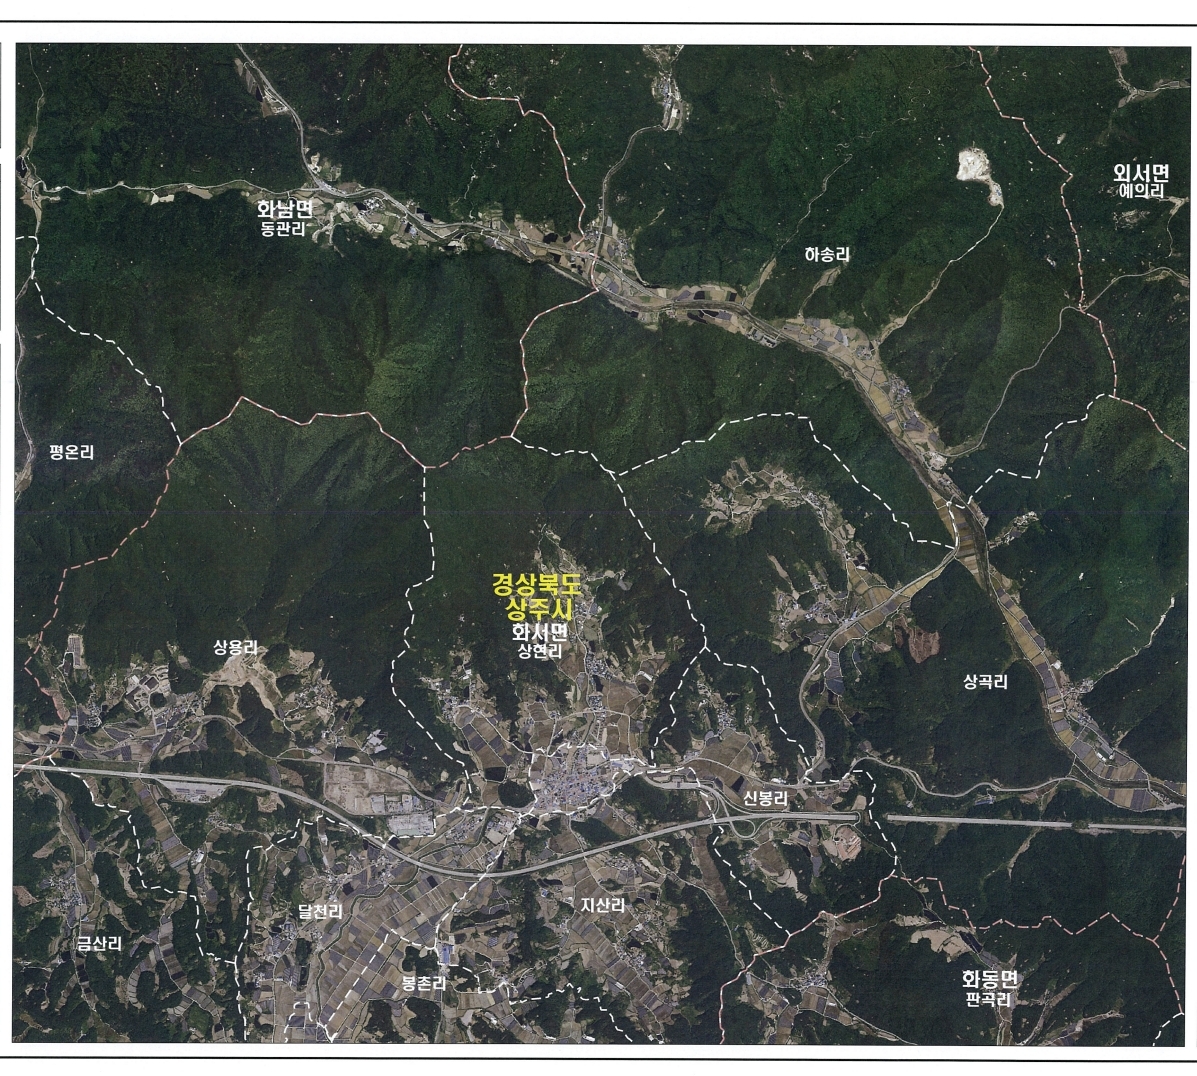 외서면
예의리
화남면
동관리
하송리
평온리
경상북도
상주시
화서면
상현리
상용리
상곡리
신봉리
지산리
달천리
금산리
봉촌리
화동면
판곡리